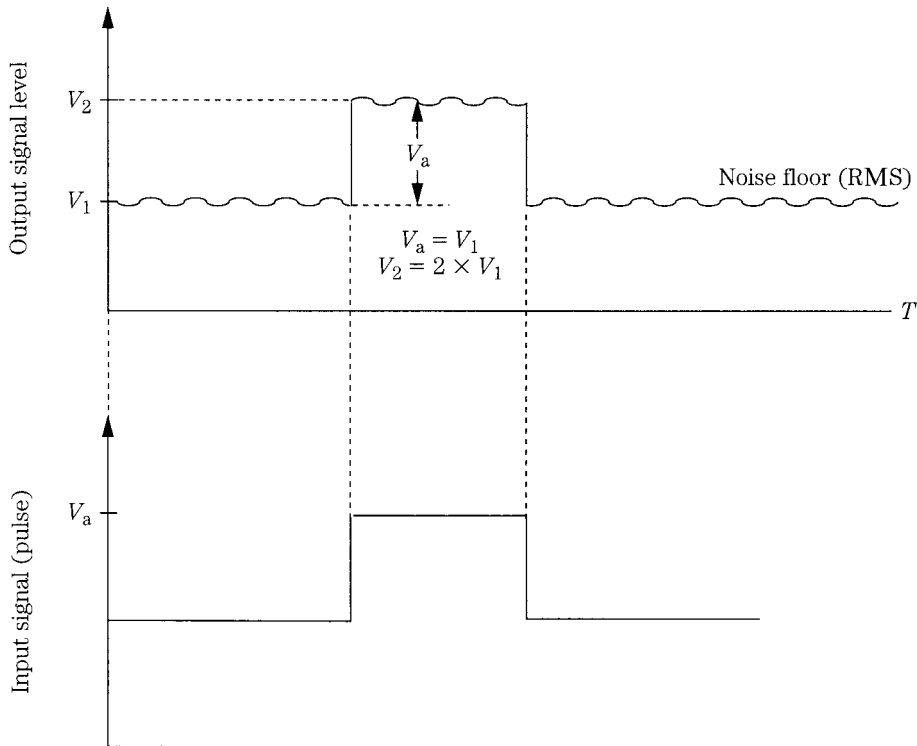 Output signal level
V2
Va
V1
Noise floor (RMS)
Va = V1
V2 = 2 × V1
T
Input signal (pulse)
Va